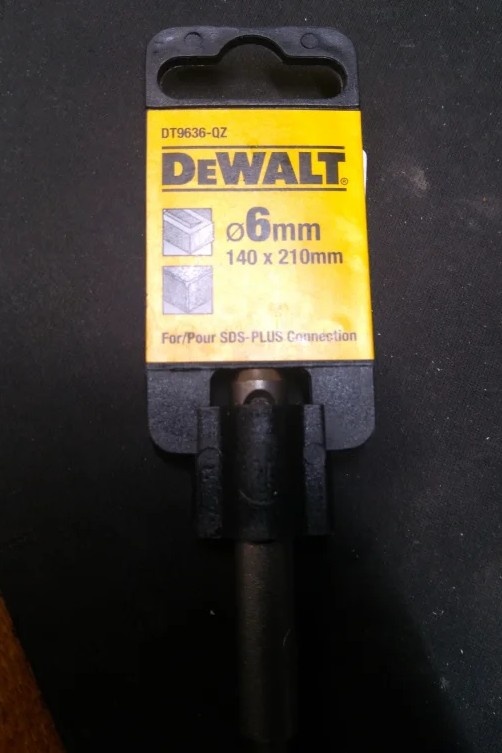 DT9636-QZ
DEWALT®
ø6mm
140 x 210mm
For/Pour SDS-PLUS Connection